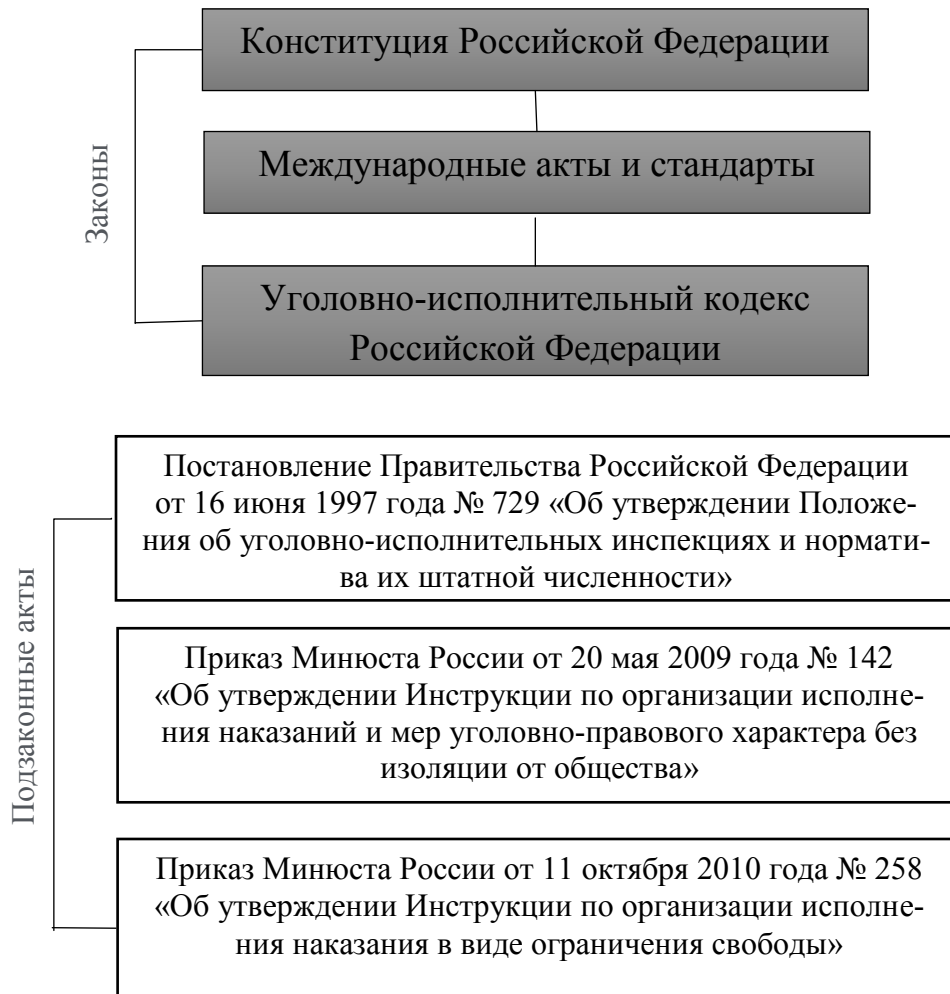 Конституция Российской Федерации
Международные акты и стандарты
Законы
Уголовно-исполнительный кодекс
Российской Федерации
Постановление Правительства Российской Федерации
от 16 июня 1997 года № 729 «Об утверждении Положе-
ния об уголовно-исполнительных инспекциях и нормати-
ва их штатной численности»
Подзаконные акты
Приказ Минюста России от 20 мая 2009 года № 142
«Об утверждении Инструкции по организации исполне-
ния наказаний и мер уголовно-правового характера без
изоляции от общества»
Приказ Минюста России от 11 октября 2010 года № 258
«Об утверждении Инструкции по организации исполне-
ния наказания в виде ограничения свободы»